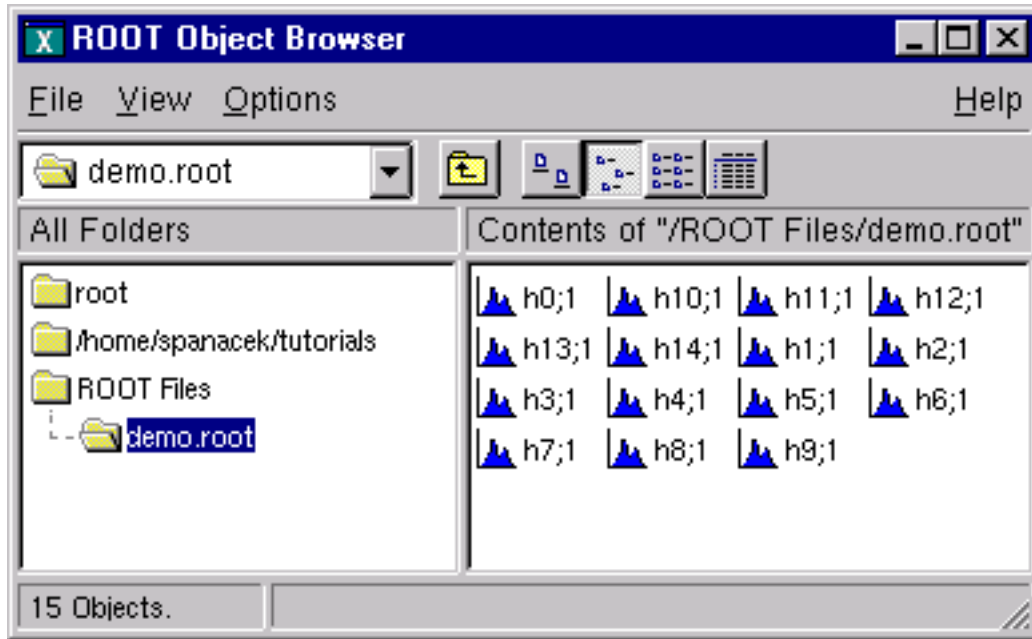 ROOT Object Browser
File View Options Help
demo.root
All Folders Contents of "/ROOT Files/demo.root"
root
/home/spanacek/tutorials
ROOT Files
demo.root
h0;1 h10;1 h11;1 h12;1
h13;1 h14;1 h1;1 h2;1
h3;1 h4;1 h5;1 h6;1
h7;1 h8;1 h9;1
15 Objects.